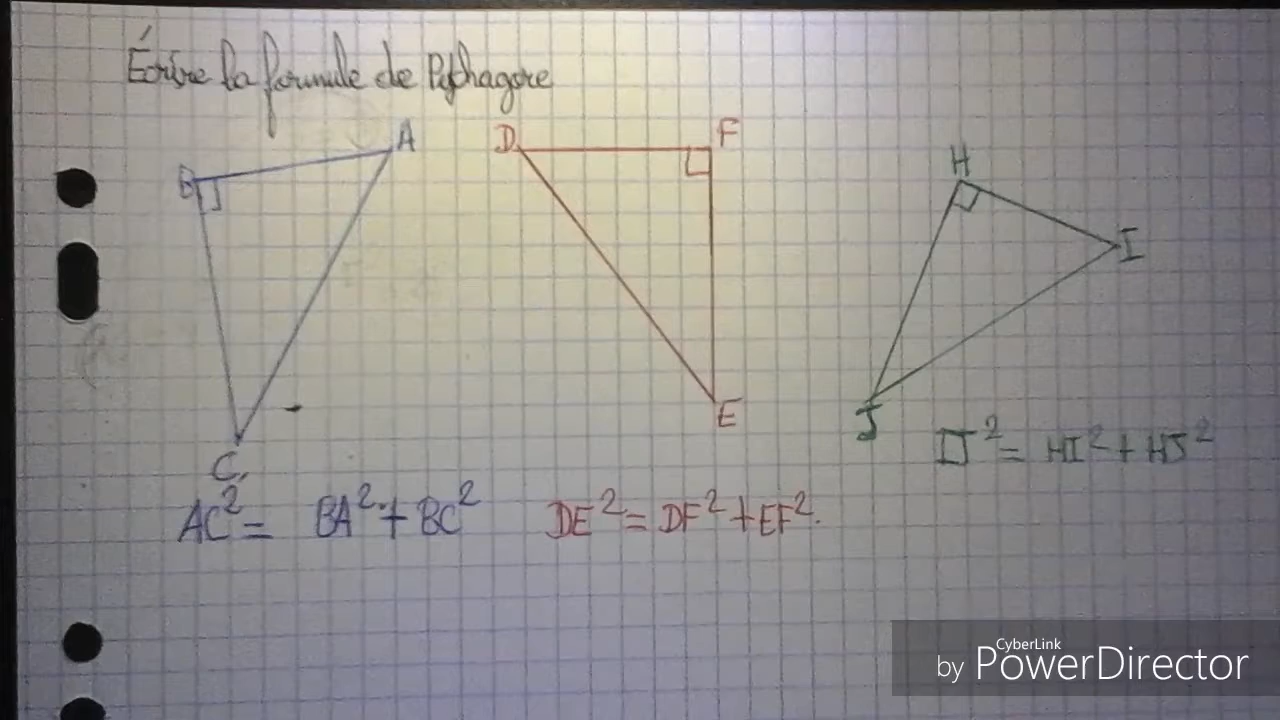 Écrire la formule de Pythagore
A
B
C
D
F
E
H
I
J
AC² = BA² + BC²
DE² = DF² + EF².
IJ² = HI² + HJ²
CyberLink
by PowerDirector